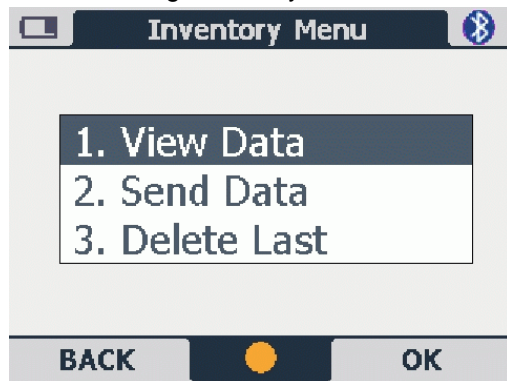 Inventory Menu
1. View Data
2. Send Data
3. Delete Last
BACK OK